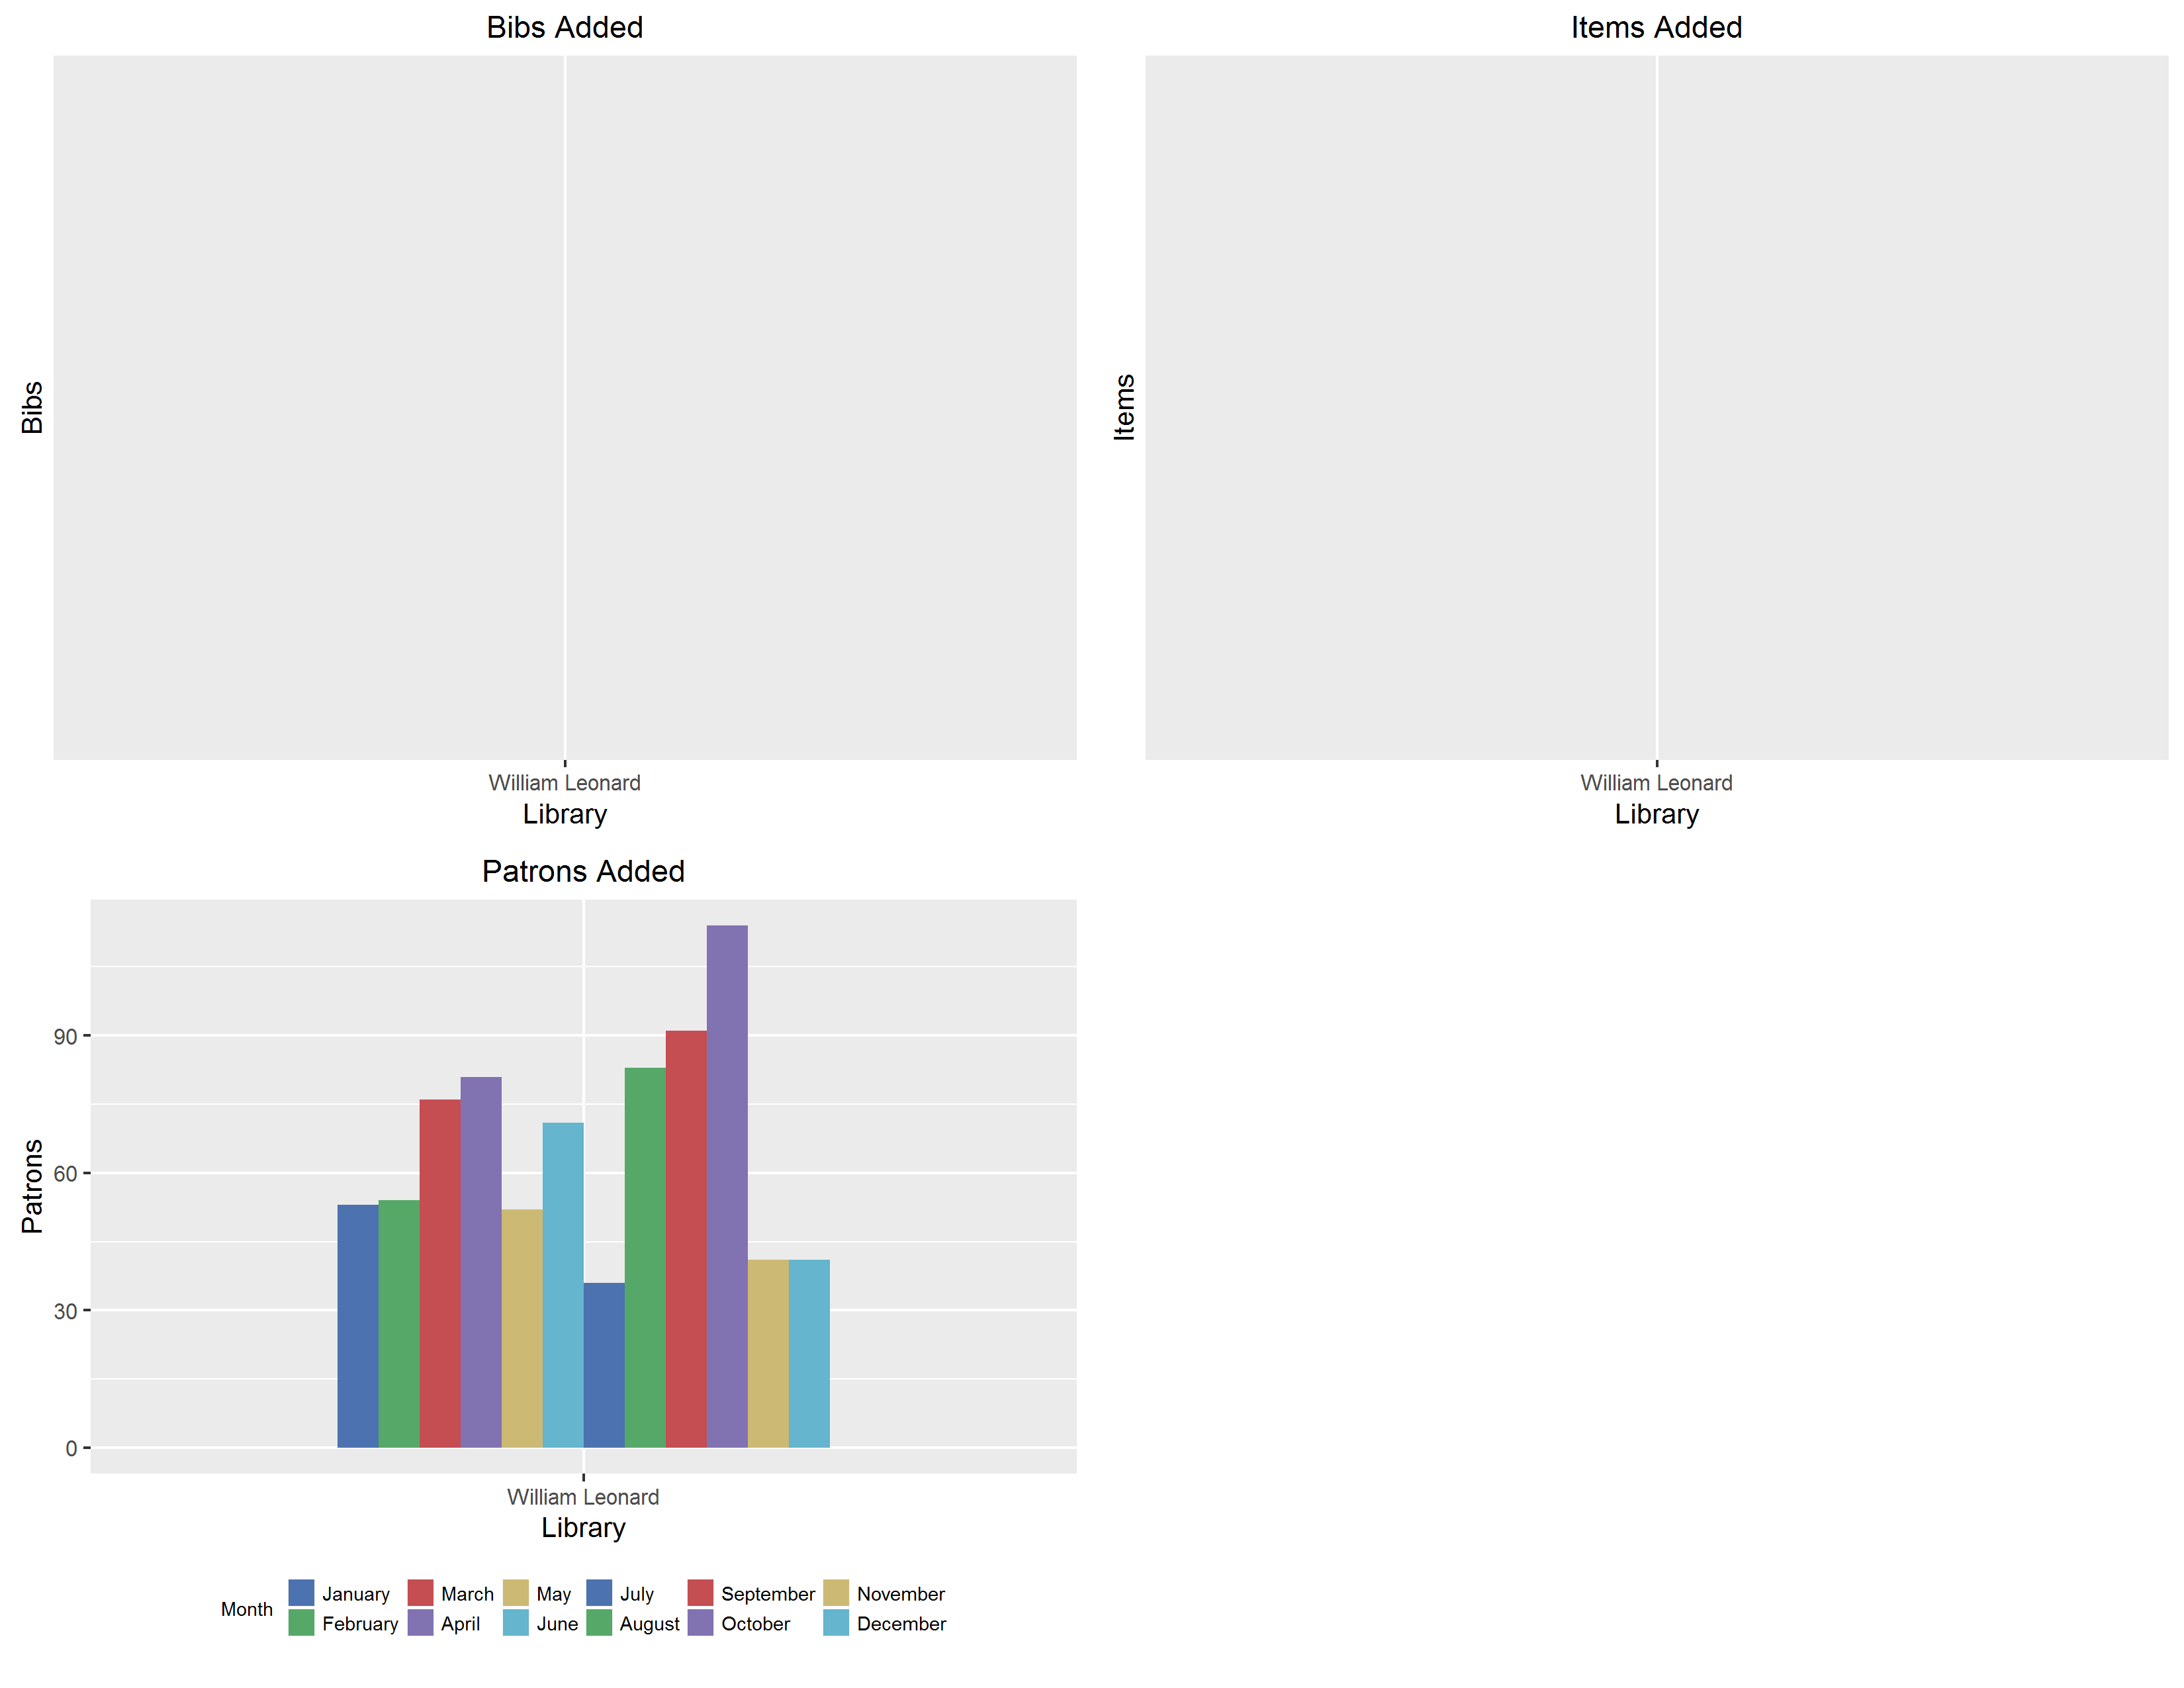 Bibs Added
Bibs
William Leonard
Library
Items Added
Items
William Leonard
Library
Patrons Added
Patrons
90
60
30
0
William Leonard
Library
Month
January March May July September November
February April June August October December